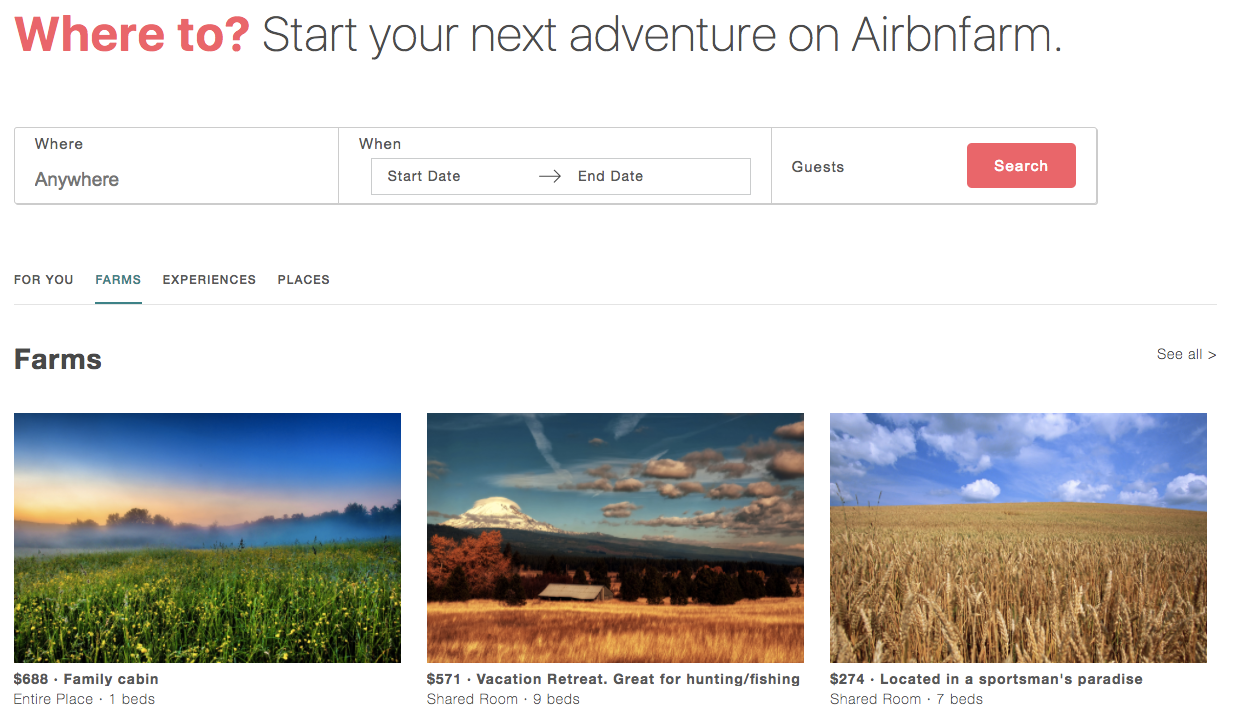 Where to? Start your next adventure on Airbnfarm.
Where
When
Anywhere
Start Date → End Date
Guests
Search
FOR YOU FARMS EXPERIENCES PLACES
Farms
See all >
$688 · Family cabin
Entire Place · 1 beds
$571 · Vacation Retreat. Great for hunting/fishing
Shared Room · 9 beds
$274 · Located in a sportsman's paradise
Shared Room · 7 beds